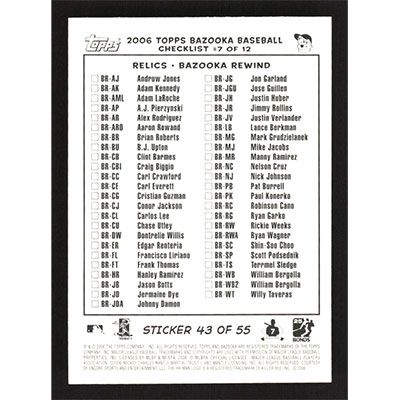 topps
2006 TOPPS BAZOOKA BASEBALL
CHECKLIST #7 OF 12
RELICS • BAZOOKA REWIND
BR-AJ Andruw Jones
BR-AK Adam Kennedy
BR-AML Adam LaRoche
BR-AP A.J. Pierzynski
BR-AR Alex Rodriguez
BR-ARO Aaron Rowand
BR-BR Brian Roberts
BR-BU B.J. Upton
BR-CB Clint Barmes
BR-CBI Craig Biggio
BR-CC Carl Crawford
BR-CE Carl Everett
BR-CG Cristian Guzman
BR-CJ Conor Jackson
BR-CL Carlos Lee
BR-CU Chase Utley
BR-DW Dontrelle Willis
BR-ER Edgar Renteria
BR-FL Francisco Liriano
BR-FT Frank Thomas
BR-HR Hanley Ramirez
BR-JB Jason Botts
BR-JD Jermaine Dye
BR-JDA Johnny Damon
BR-JG Jon Garland
BR-JGU Jose Guillen
BR-JH Justin Huber
BR-JR Jimmy Rollins
BR-JV Justin Verlander
BR-LB Lance Berkman
BR-MG Mark Grudzielanek
BR-MJ Mike Jacobs
BR-MR Manny Ramirez
BR-NC Nelson Cruz
BR-NJ Nick Johnson
BR-PB Pat Burrell
BR-PK Paul Konerko
BR-RC Robinson Cano
BR-RG Ryan Garko
BR-RW Rickie Weeks
BR-RWA Ryan Wagner
BR-SC Shin-Soo Choo
BR-SP Scott Podsednik
BR-TS Terrmel Sledge
BR-WB William Bergolla
BR-WB2 William Bergolla
BR-WT Willy Taveras
STICKER 43 OF 55
7
BONDS